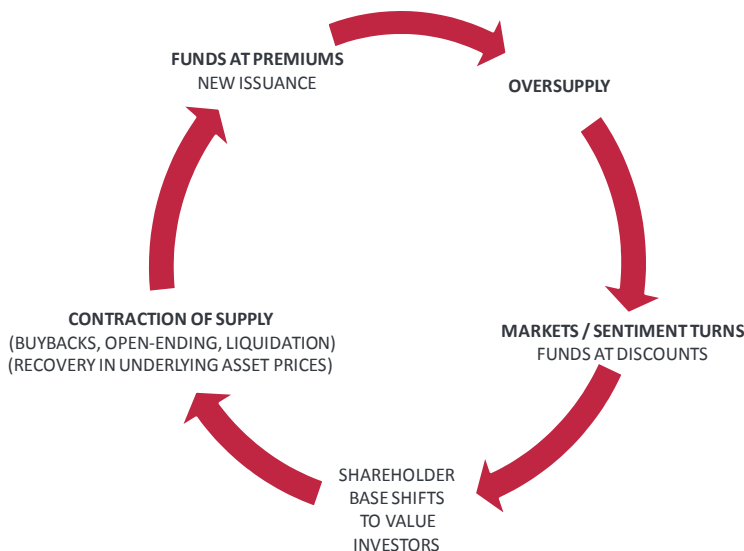 FUNDS AT PREMIUMS
NEW ISSUANCE
OVERSUPPLY
MARKETS / SENTIMENT TURNS
FUNDS AT DISCOUNTS
SHAREHOLDER
BASE SHIFTS
TO VALUE
INVESTORS
CONTRACTION OF SUPPLY
(BUYBACKS, OPEN-ENDING, LIQUIDATION)
(RECOVERY IN UNDERLYING ASSET PRICES)